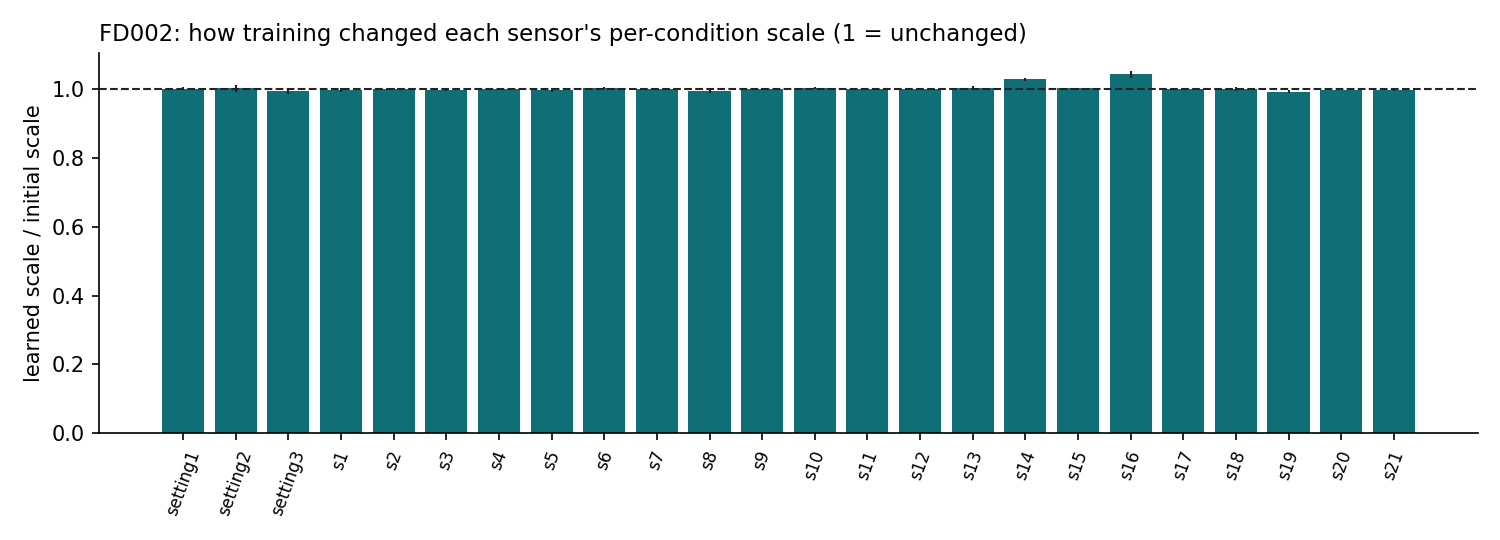 FD002: how training changed each sensor's per-condition scale (1 = unchanged)
learned scale / initial scale
1.0
0.8
0.6
0.4
0.2
0.0
setting1
setting2
setting3
s1
s2
s3
s4
s5
s6
s7
s8
s9
s10
s11
s12
s13
s14
s15
s16
s17
s18
s19
s20
s21